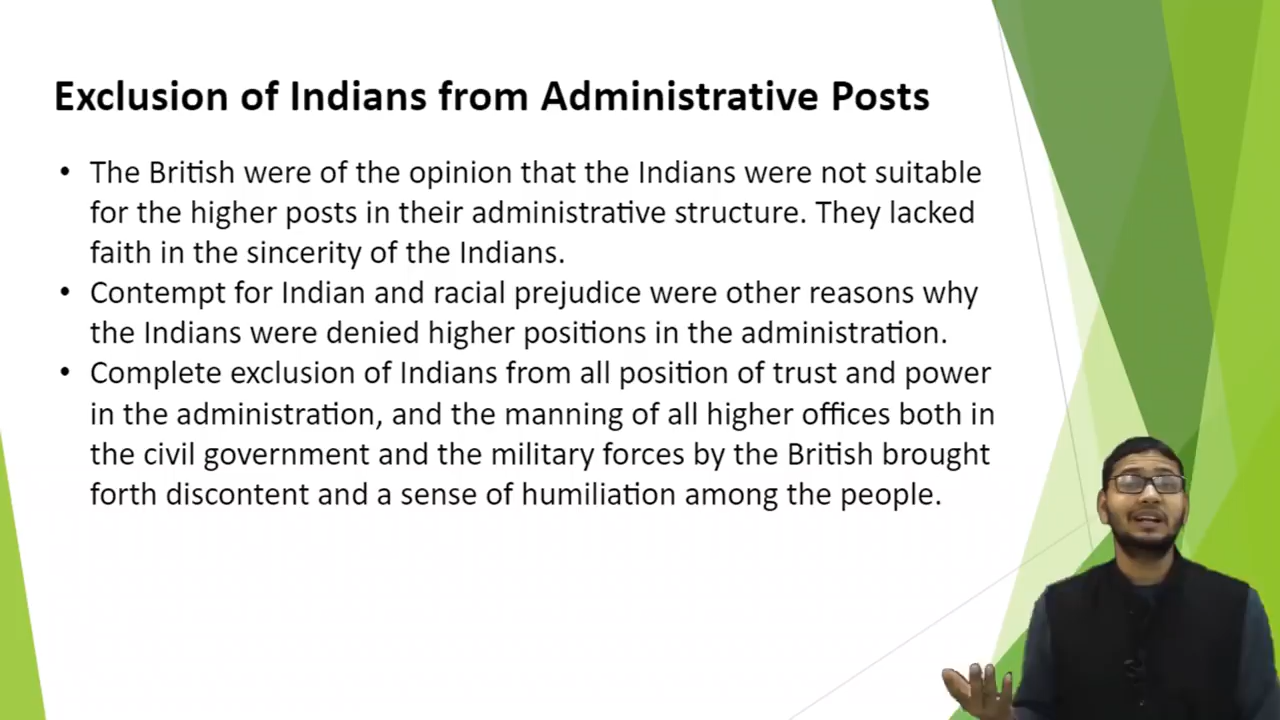 Exclusion of Indians from Administrative Posts
• The British were of the opinion that the Indians were not suitable
for the higher posts in their administrative structure. They lacked
faith in the sincerity of the Indians.
• Contempt for Indian and racial prejudice were other reasons why
the Indians were denied higher positions in the administration.
• Complete exclusion of Indians from all position of trust and power
in the administration, and the manning of all higher offices both in
the civil government and the military forces by the British brought
forth discontent and a sense of humiliation among the people.